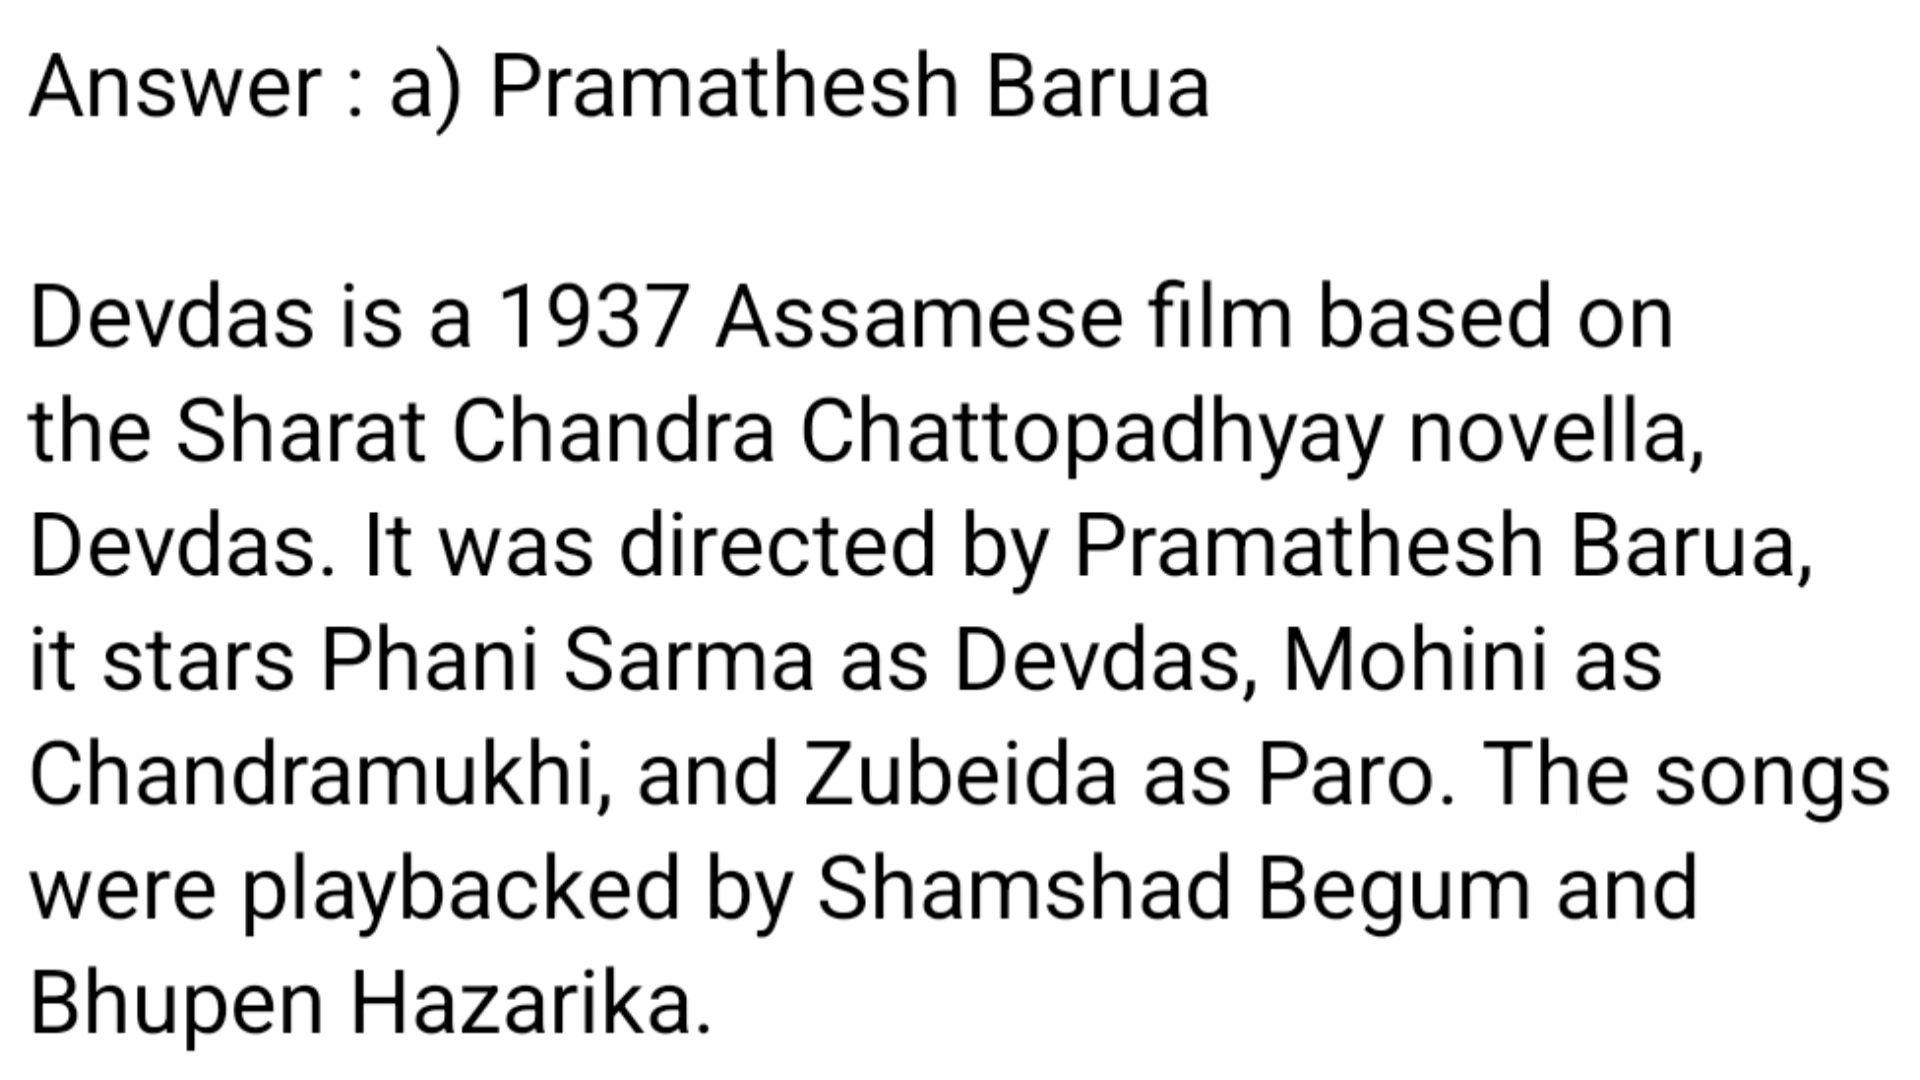 Answer : a) Pramathesh Barua
Devdas is a 1937 Assamese film based on
the Sharat Chandra Chattopadhyay novella,
Devdas. It was directed by Pramathesh Barua,
it stars Phani Sarma as Devdas, Mohini as
Chandramukhi, and Zubeida as Paro. The songs
were playbacked by Shamshad Begum and
Bhupen Hazarika.